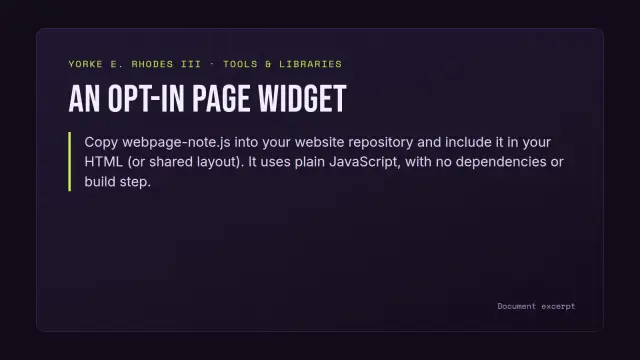 YORKE E. RHODES III · TOOLS & LIBRARIES
AN OPT-IN PAGE WIDGET
Copy webpage-note.js into your website repository and include it in your
HTML (or shared layout). It uses plain JavaScript, with no dependencies or
build step.
Document excerpt